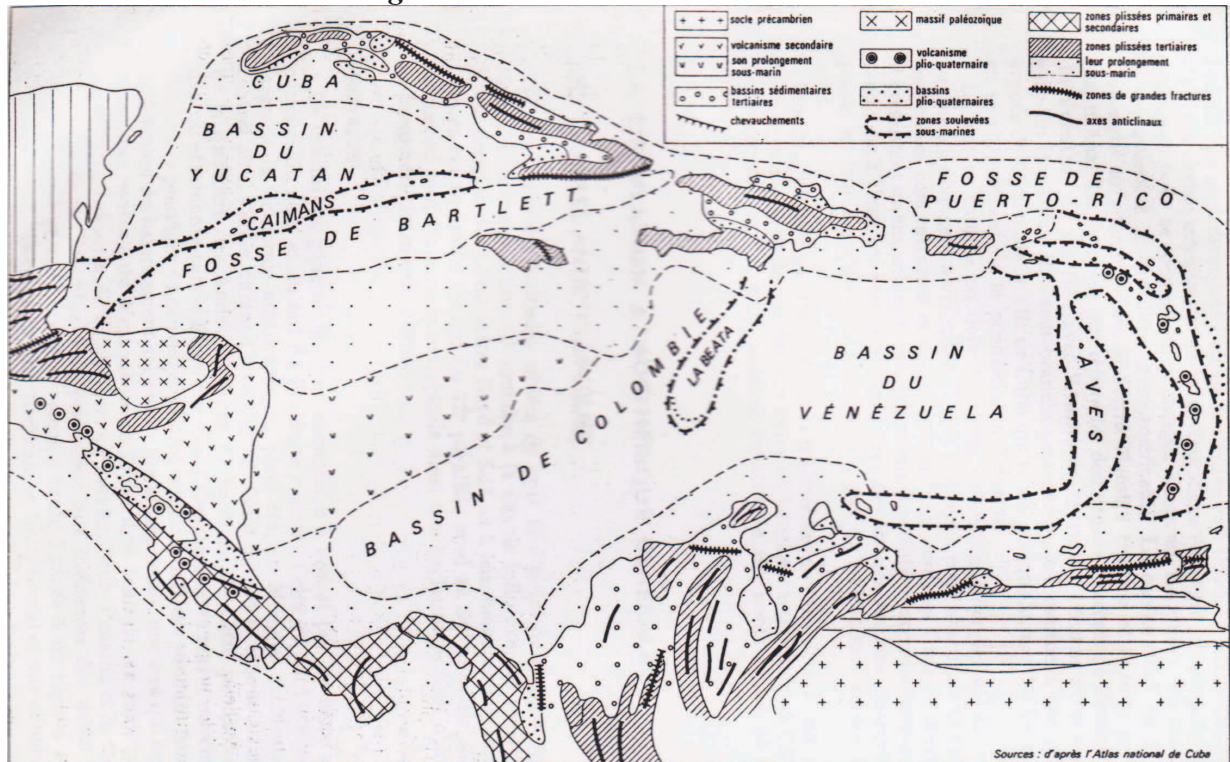 socle précambrien
volcanisme secondaire
son prolongement
sous-marin
bassins sédimentaires
tertiaires
chevauchements
massif paléozoïque
volcanisme
plio-quaternaire
bassins
plio-quaternaires
zones soulevées
sous-marines
zones plissées primaires et
secondaires
zones plissées tertiaires
leur prolongement
sous-marin
zones de grandes fractures
axes anticlinaux
CUBA
BASSIN
DU
YUCATAN
CAIMANS
FOSSE DE BARTLETT
FOSSE DE
PUERTO-RICO
BASSIN DE COLOMBIE
LA BEATA
BASSIN
DU
VÉNÉZUELA
AVES
Sources : d'après l'Atlas national de Cuba